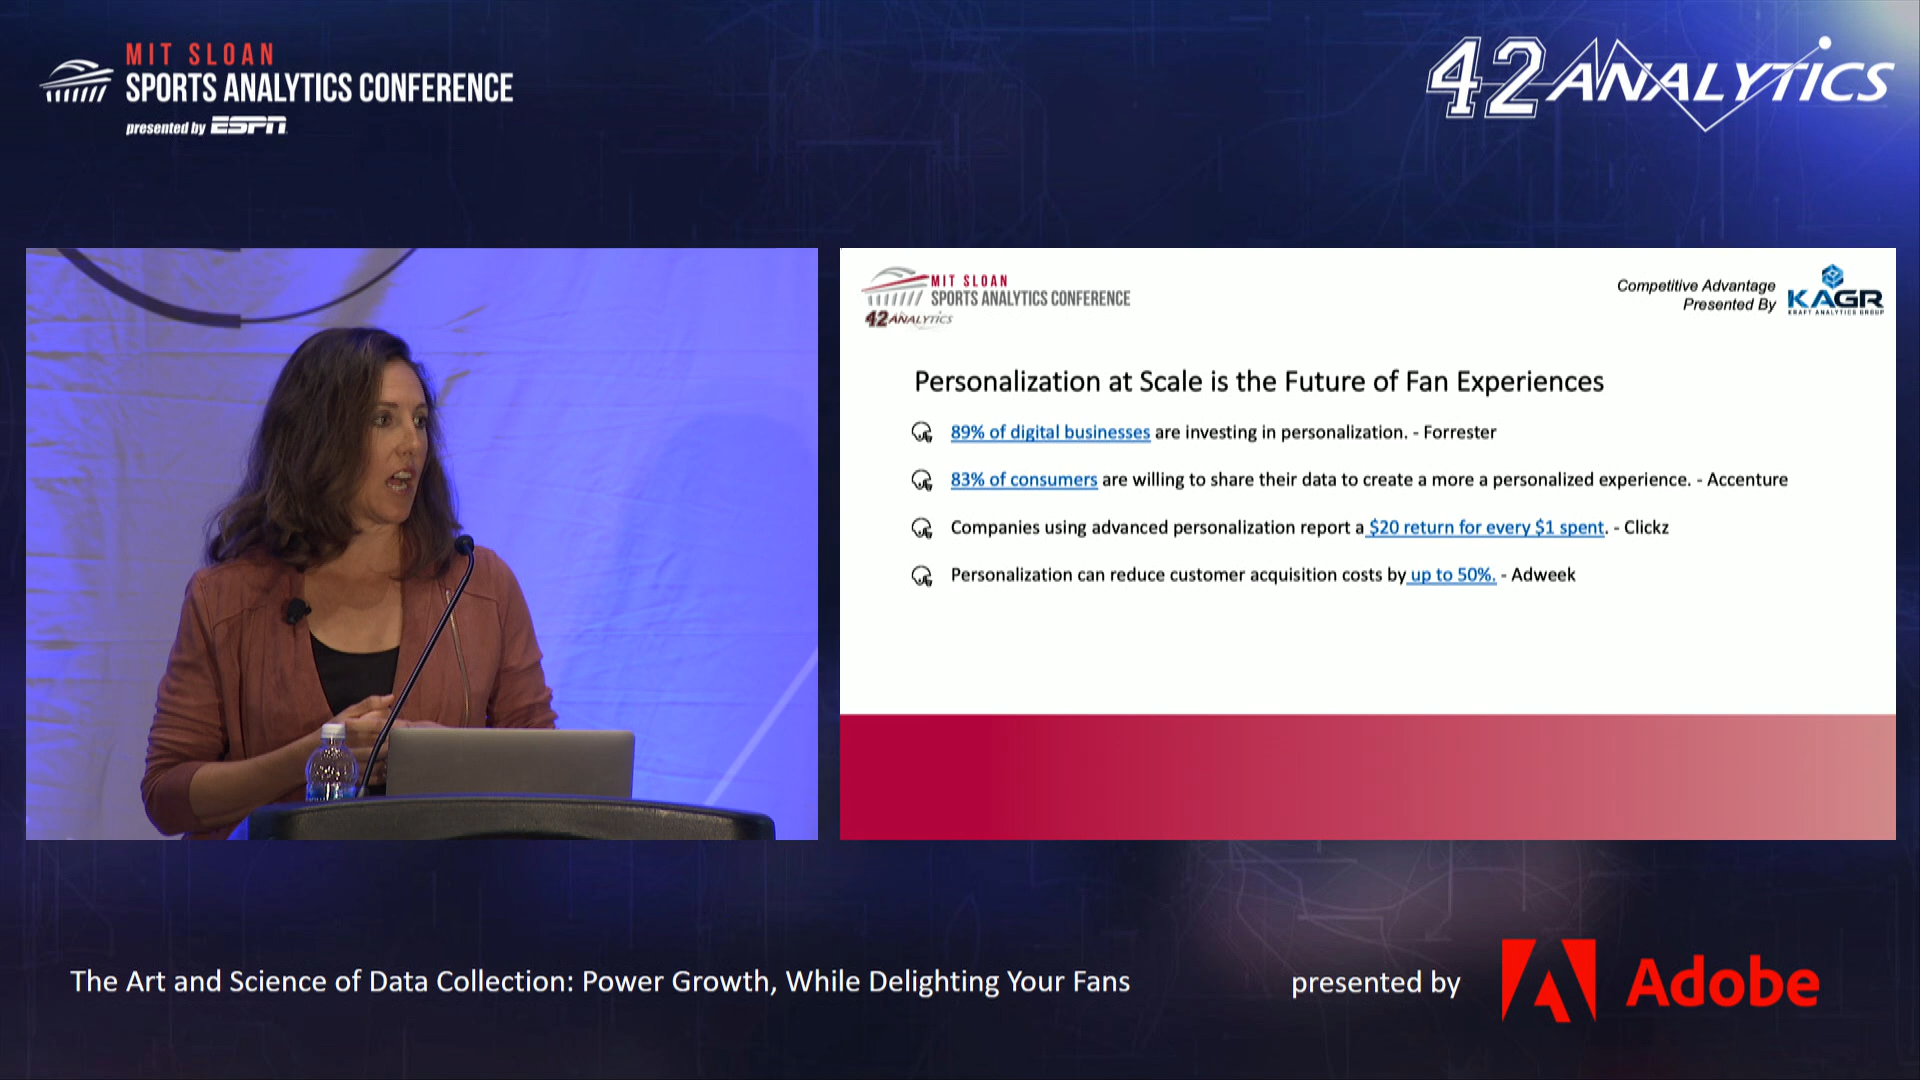 MIT SLOAN
SPORTS ANALYTICS CONFERENCE
presented by ESPN
42 ANALYTICS
MIT SLOAN
SPORTS ANALYTICS CONFERENCE
42 ANALYTICS
Competitive Advantage
Presented By
KAGR
KRAFT ANALYTICS GROUP
Personalization at Scale is the Future of Fan Experiences
89% of digital businesses are investing in personalization. - Forrester
83% of consumers are willing to share their data to create a more a personalized experience. - Accenture
Companies using advanced personalization report a $20 return for every $1 spent. - Clickz
Personalization can reduce customer acquisition costs by up to 50%. - Adweek
The Art and Science of Data Collection: Power Growth, While Delighting Your Fans
presented by
Adobe